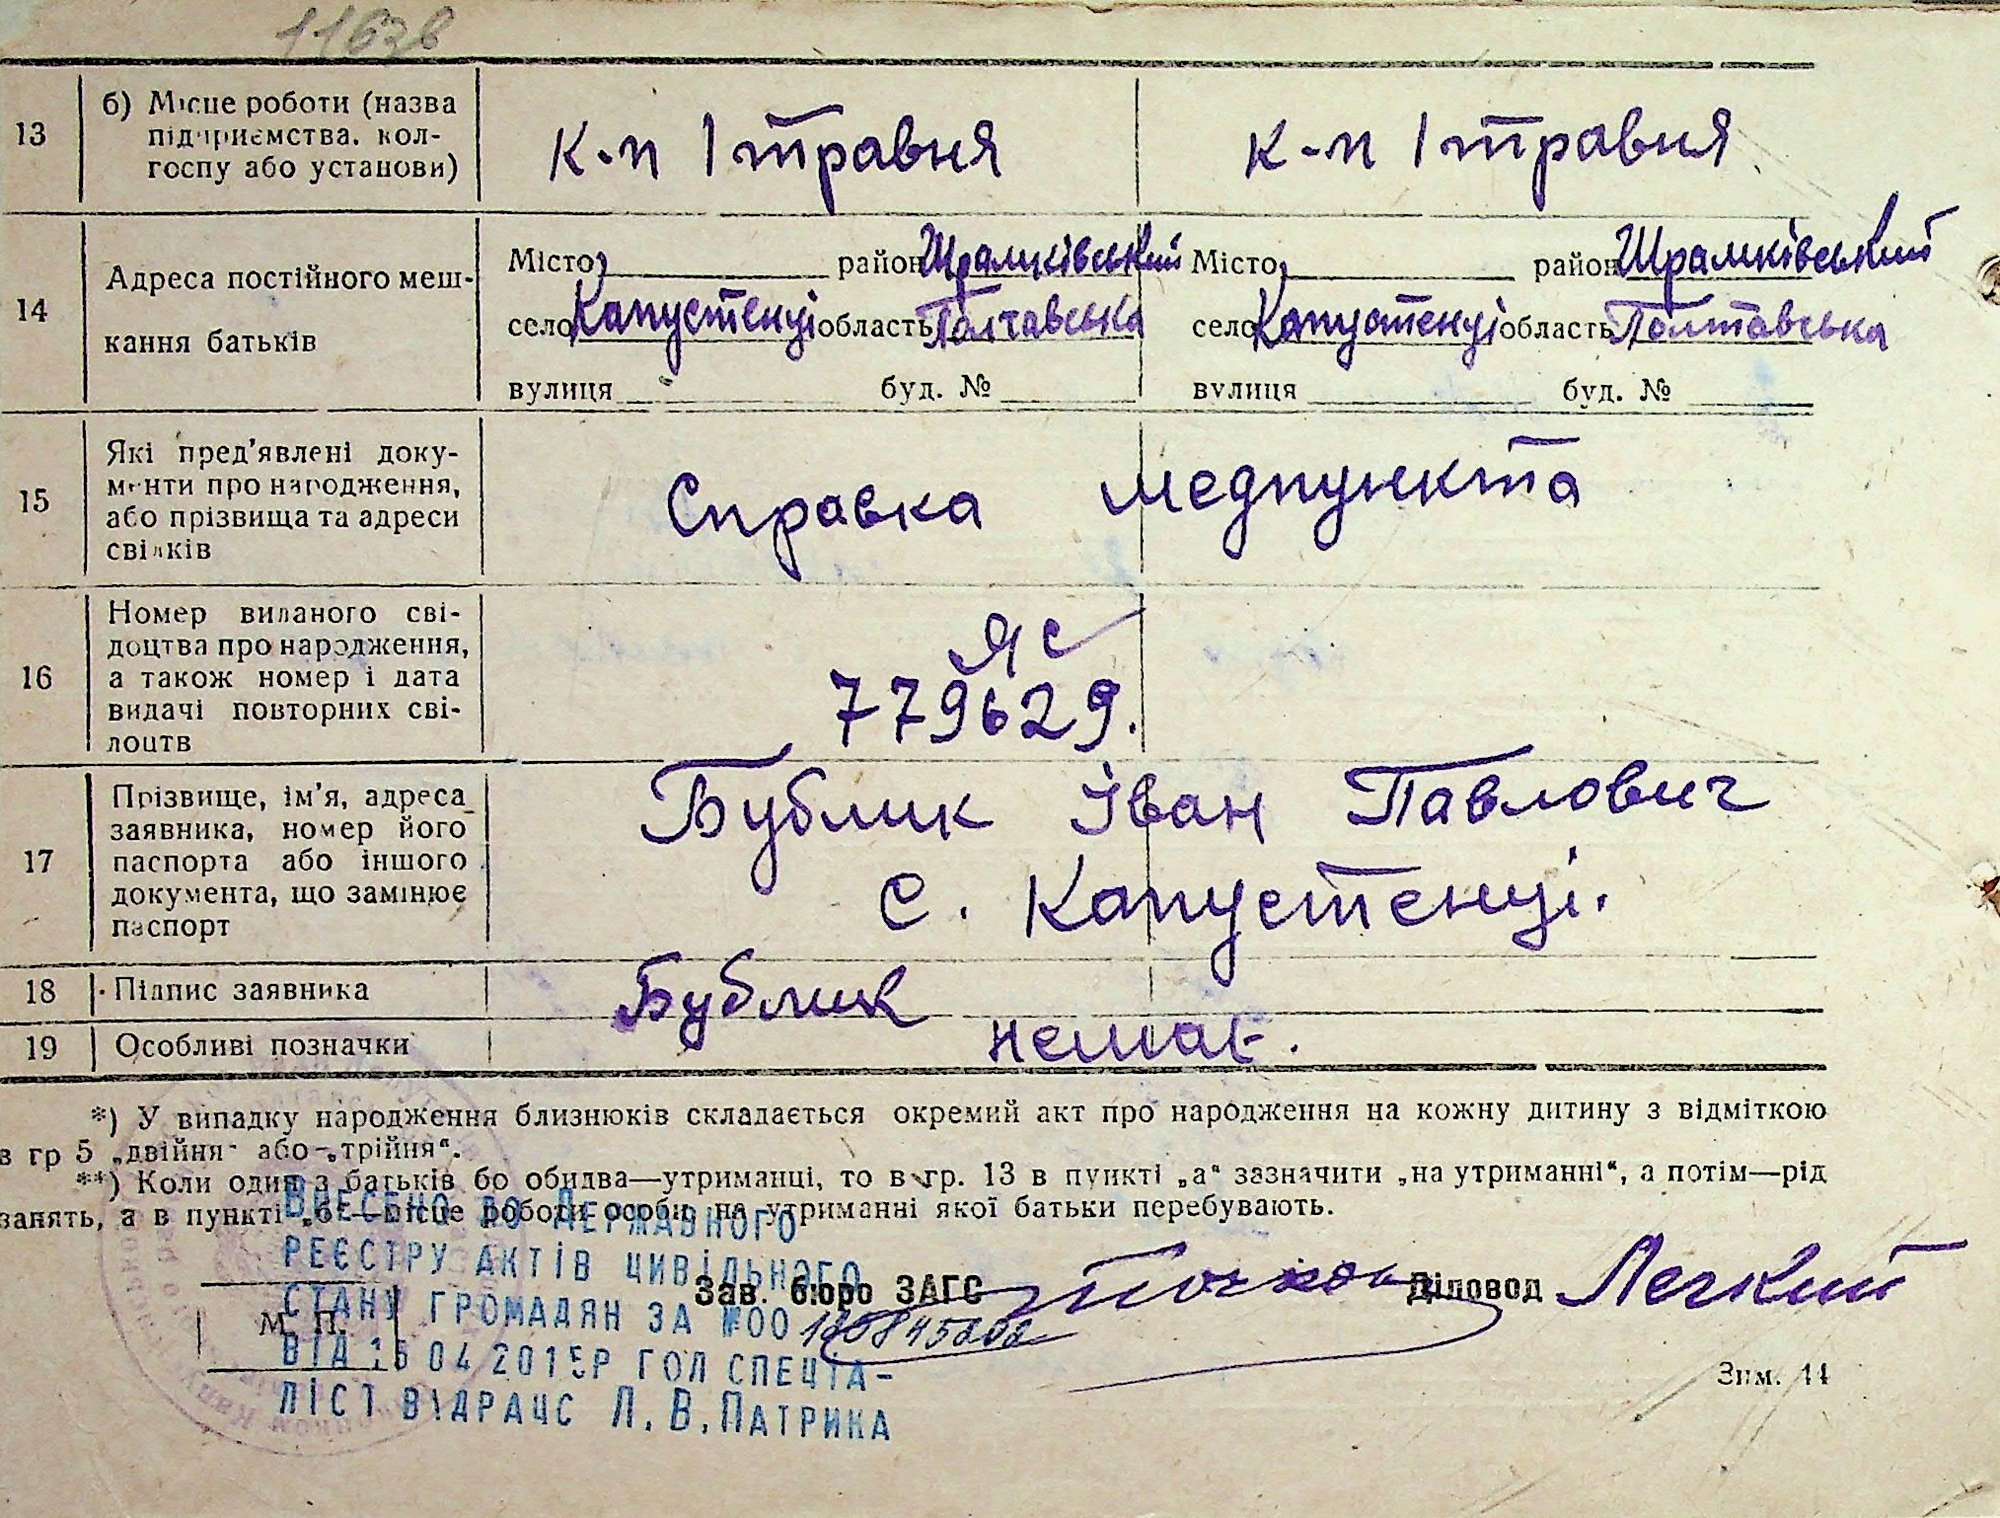 1163в
13 б) Місце роботи (назва
підприємства, кол-
госпу або установи)
к-п 1 травня к-п 1 травня
14 Адреса постійного меш-
кання батьків
Місто район Шрамківський Місто район Шрамківський
село Капустенці область Полтавська село Капустенці область Полтавська
вулиця буд. № вулиця буд. №
15 Які пред'явлені доку-
менти про народження,
або прізвища та адреси
свідків
Справка медпункта
16 Номер виданого сві-
доцтва про народження,
а також номер і дата
видачі повторних сві-
доцтв
ЯС
779629.
17 Прізвище, ім'я, адреса
заявника, номер його
паспорта або іншого
документа, що замінює
паспорт
Бублик Іван Павлович
с. Капустенці.
18 Підпис заявника Бублик
19 Особливі позначки немає.
*) У випадку народження близнюків складається окремий акт про народження на кожну дитину з відміткою
в гр 5 „двійня“ або „трійня“.
**) Коли один з батьків бо обидва—утриманці, то в гр. 13 в пункті „а“ зазначити „на утриманні“, а потім—рід
занять, а в пункті „б“—місце роботи особи, на утриманні якої батьки перебувають.
Внесено до Державного
реєстру актів цивільного
стану громадян за №00
від 15 04 2015р гол спеціа-
ліст відрацс Л. В. Патрика
Зав. бюро ЗАГС Діловод Легкий
М. П.
Зим. 14